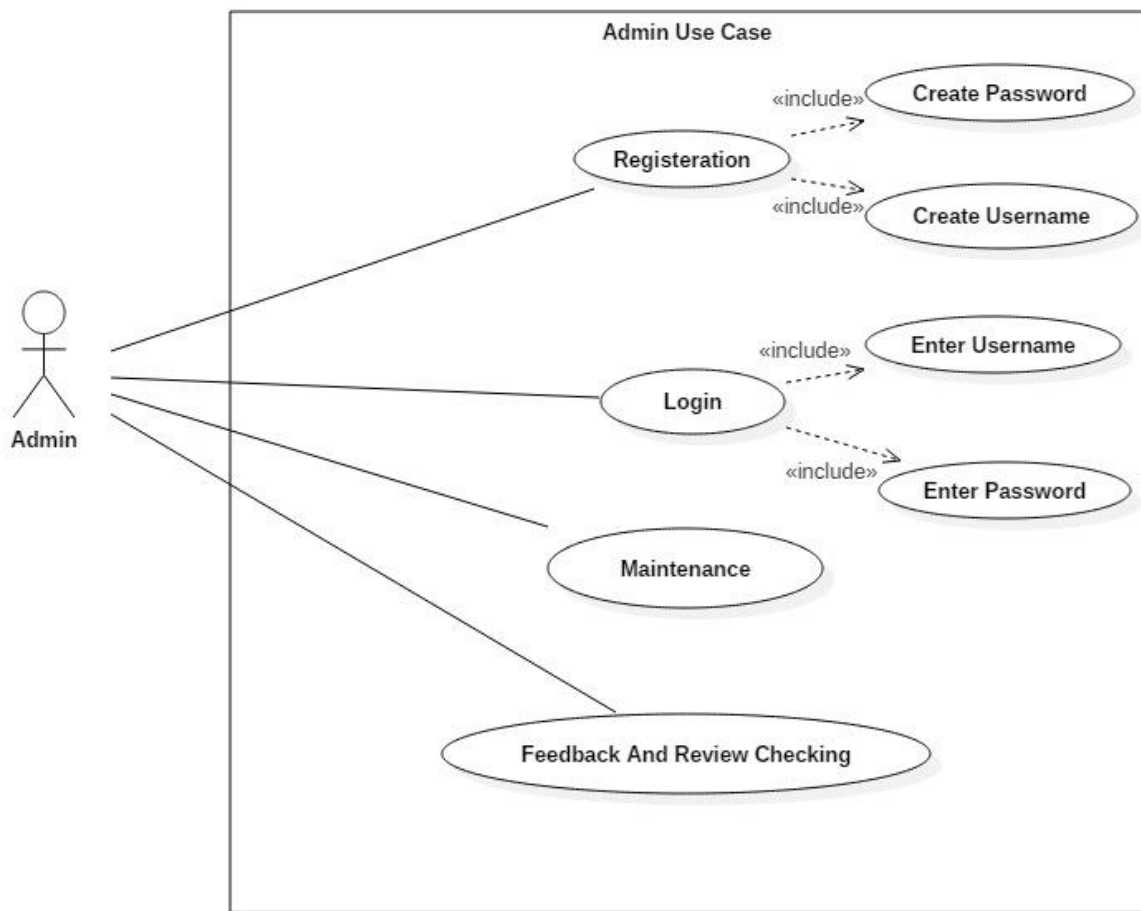 Admin Use Case
«include»
Create Password
Registeration
«include»
Create Username
«include»
Enter Username
Login
Admin
«include»
Enter Password
Maintenance
Feedback And Review Checking